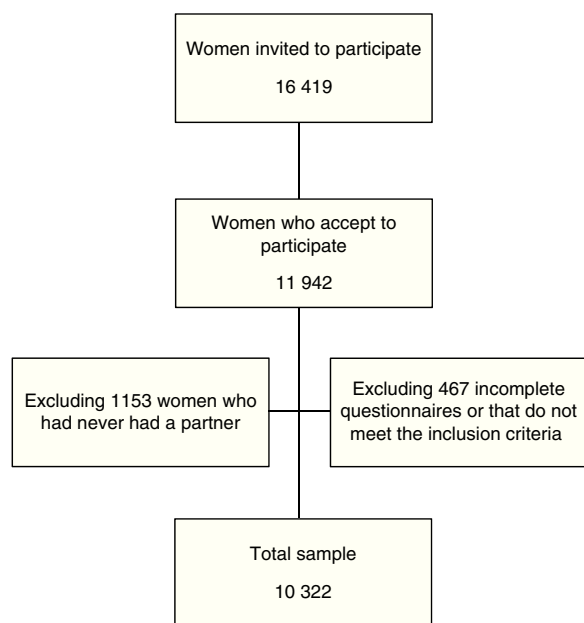 Women invited to participate
16 419
Women who accept to
participate
11 942
Excluding 1153 women who
had never had a partner
Excluding 467 incomplete
questionnaires or that do not
meet the inclusion criteria
Total sample
10 322